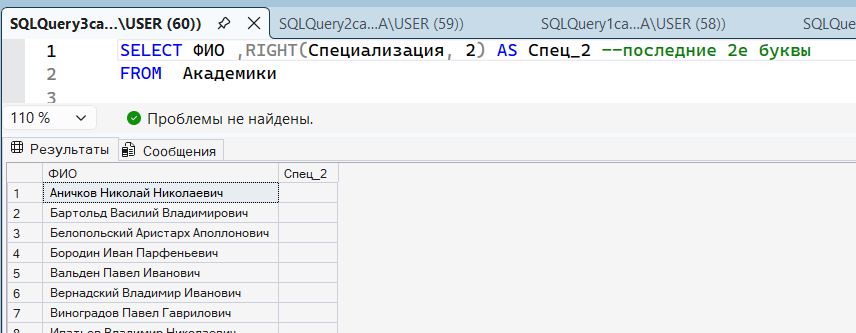 SQLQuery3ca...\USER (60)) SQLQuery2ca...A\USER (59)) SQLQuery1ca...A\USER (58)) SQLQue
1 SELECT ФИО ,RIGHT(Специализация, 2) AS Спец_2 --последние 2е буквы
2 FROM Академики
3
110 % Проблемы не найдены.
Результаты Сообщения
ФИО Спец_2
1 Аничков Николай Николаевич
2 Бартольд Василий Владимирович
3 Белопольский Аристарх Аполлонович
4 Бородин Иван Парфеньевич
5 Вальден Павел Иванович
6 Вернадский Владимир Иванович
7 Виноградов Павел Гаврилович
8 Ипатьев Владимир Николаевич